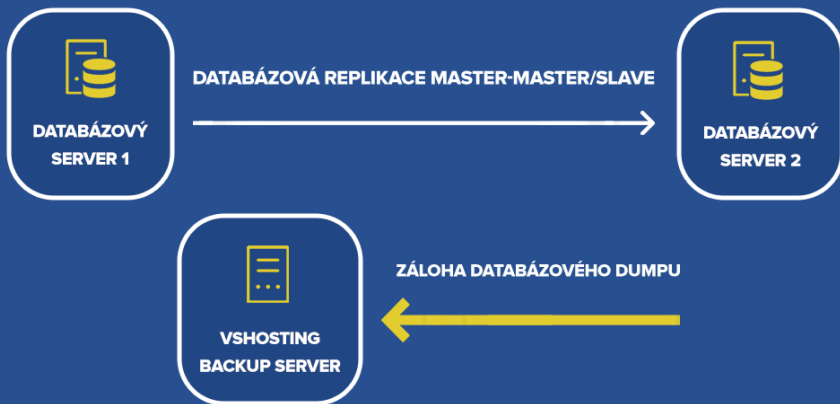 DATABÁZOVÁ REPLIKACE MASTER-MASTER/SLAVE
DATABÁZOVÝ
SERVER 1
DATABÁZOVÝ
SERVER 2
ZÁLOHA DATABÁZOVÉHO DUMPU
VSHOSTING
BACKUP SERVER